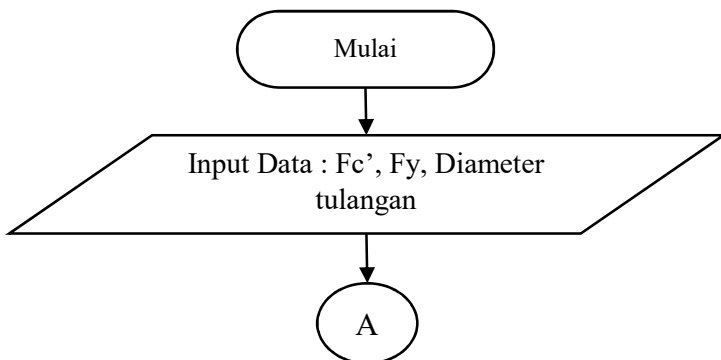 Mulai
Input Data : Fc’, Fy, Diameter
tulangan
A